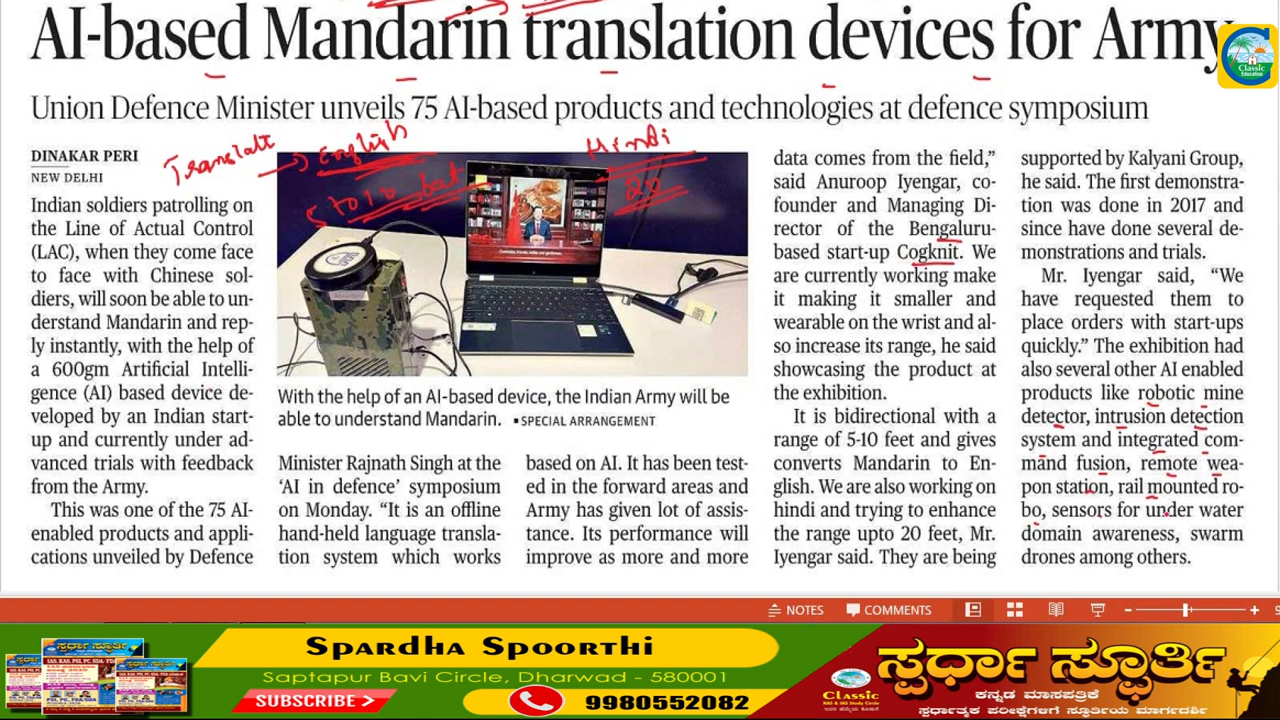 AI-based Mandarin translation devices for Army
Union Defence Minister unveils 75 AI-based products and technologies at defence symposium
DINAKAR PERI
NEW DELHI
Indian soldiers patrolling on
the Line of Actual Control
(LAC), when they come face
to face with Chinese sol-
diers, will soon be able to un-
derstand Mandarin and rep-
ly instantly, with the help of
a 600gm Artificial Intelli-
gence (AI) based device de-
veloped by an Indian start-
up and currently under ad-
vanced trials with feedback
from the Army.
This was one of the 75 AI-
enabled products and appli-
cations unveiled by Defence
Translate → English
5 to 10 
Hindi
20
With the help of an AI-based device, the Indian Army will be
able to understand Mandarin. ▪ SPECIAL ARRANGEMENT
Minister Rajnath Singh at the
‘AI in defence’ symposium
on Monday. “It is an offline
hand-held language transla-
tion system which works
based on AI. It has been test-
ed in the forward areas and
Army has given lot of assis-
tance. Its performance will
improve as more and more
data comes from the field,”
said Anuroop Iyengar, co-
founder and Managing Di-
rector of the Bengaluru-
based start-up Cogknit. We
are currently working make
it making it smaller and
wearable on the wrist and al-
so increase its range, he said
showcasing the product at
the exhibition.
It is bidirectional with a
range of 5-10 feet and gives
converts Mandarin to En-
glish. We are also working on
hindi and trying to enhance
the range upto 20 feet, Mr.
Iyengar said. They are being
supported by Kalyani Group,
he said. The first demonstra-
tion was done in 2017 and
since have done several de-
monstrations and trials.
Mr. Iyengar said, “We
have requested them to
place orders with start-ups
quickly.” The exhibition had
also several other AI enabled
products like robotic mine
detector, intrusion detection
system and integrated com-
mand fusion, remote wea-
pon station, rail mounted ro-
bo, sensors for under water
domain awareness, swarm
drones among others.
Classic
Education
NOTES
COMMENTS
Spardha Spoorthi
Saptapur Bavi Circle, Dharwad - 580001
SUBSCRIBE
9980552082
Classic
KAS & IAS Study Circle
ಸ್ಪರ್ಧಾ ಸ್ಫೂರ್ತಿ
ಕನ್ನಡ ಮಾಸಪತ್ರಿಕೆ
ಸ್ಪರ್ಧಾತ್ಮಕ ಪರೀಕ್ಷೆಗಳಿಗೆ ಸ್ಫೂರ್ತಿಯ ಮಾರ್ಗದರ್ಶಿ